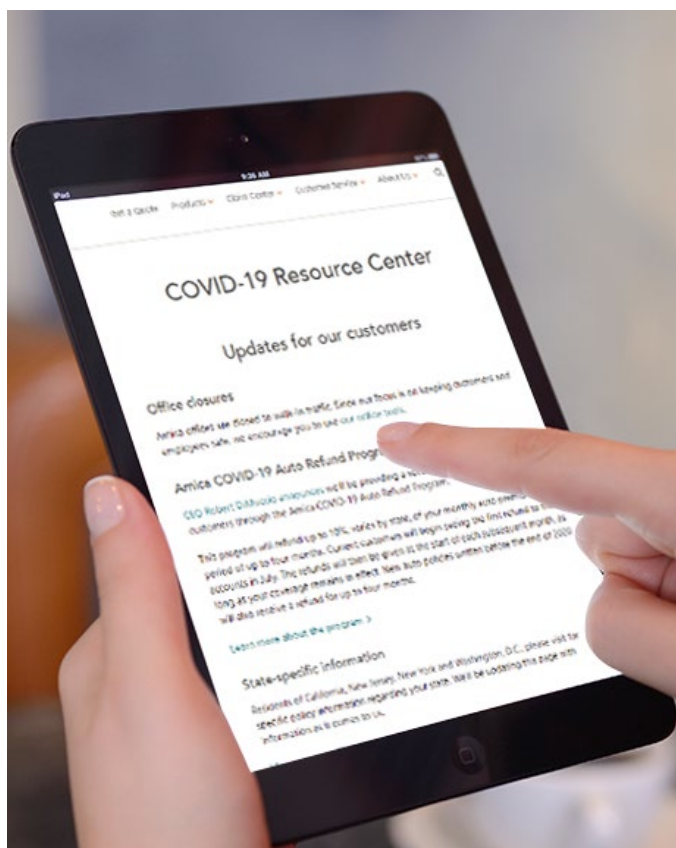 iPad
9:36 AM
Get a Quote Products Claim Center Customer Service About Us
COVID-19 Resource Center
Updates for our customers
Office closures
Amica offices are closed to walk-in traffic. Since our focus is on keeping customers and
employees safe, we encourage you to use our online tools.
Amica COVID-19 Auto Refund
CEO Robert DiMuccio announces we'll be providing a
customers through the Amica COVID-19 Auto Refund Program.
This program will refund up to 10%, varies by state, of your monthly auto
period of up to four months. Current customers will begin seeing the first refund to
accounts in July. The refunds will then be given at the start of each subsequent month, as
long as your coverage remains in effect. New auto policies written before the end of 2020
will also receive a refund for up to four months.
Learn more about the program >
State-specific information
Residents of California, New Jersey, New York and Washington, D.C., please visit for
specific policy information regarding your state. We'll be updating this page with
information as it comes to us.